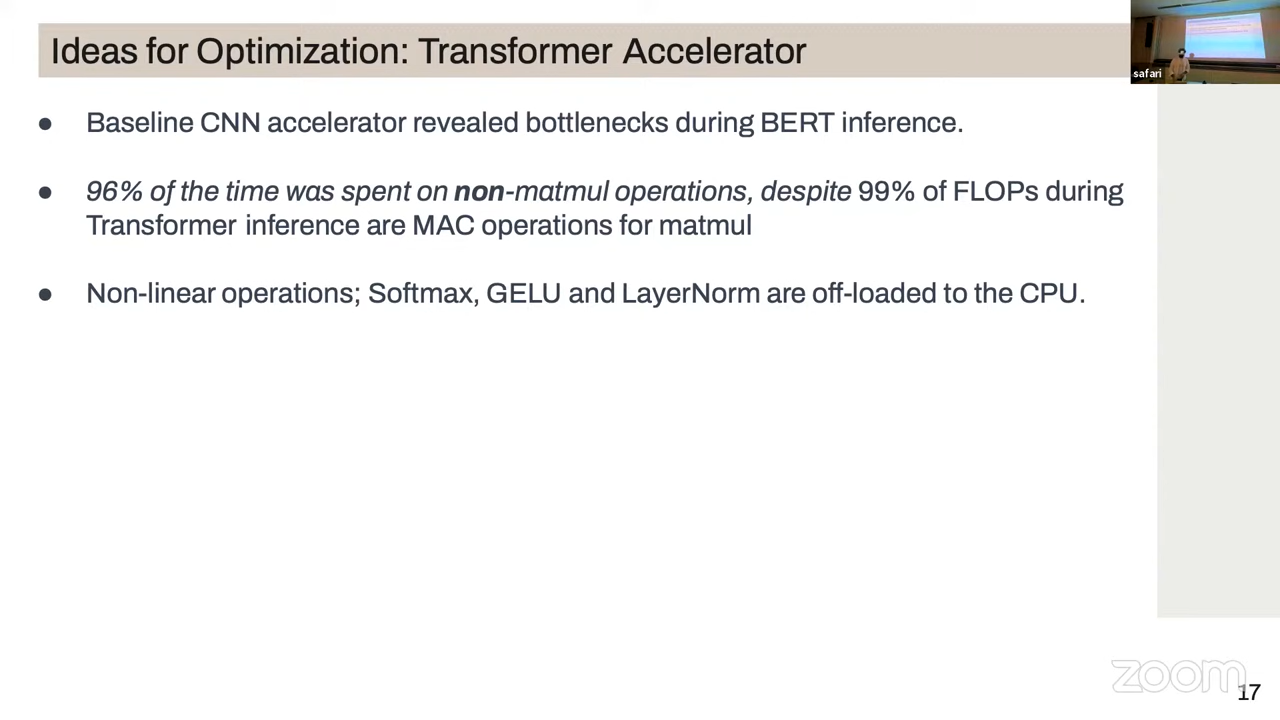 Ideas for Optimization: Transformer Accelerator
safari
● Baseline CNN accelerator revealed bottlenecks during BERT inference.
● 96% of the time was spent on non-matmul operations, despite 99% of FLOPs during
Transformer inference are MAC operations for matmul
● Non-linear operations; Softmax, GELU and LayerNorm are off-loaded to the CPU.
zoom
17